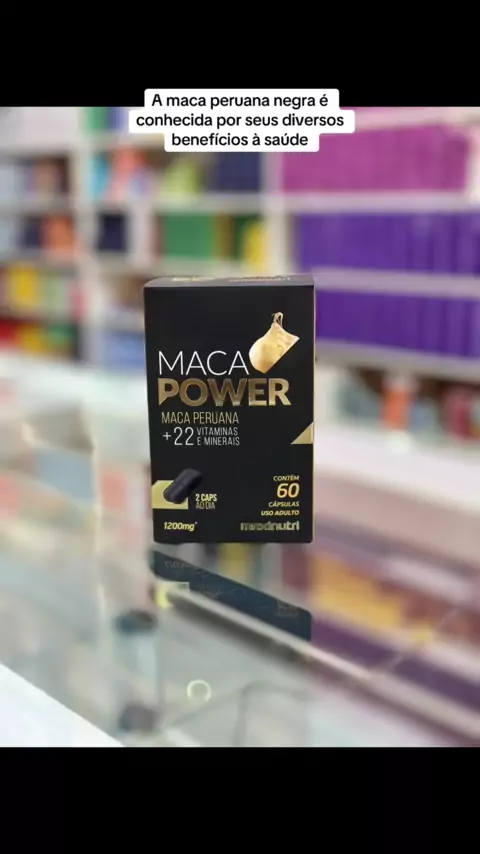 A maca peruana negra é
conhecida por seus diversos
benefícios à saúde
MACA
POWER
MACA PERUANA
+22 VITAMINAS
E MINERAIS
2 CAPS
AO DIA
1200mg*
CONTÉM
60
CÁPSULAS
USO ADULTO